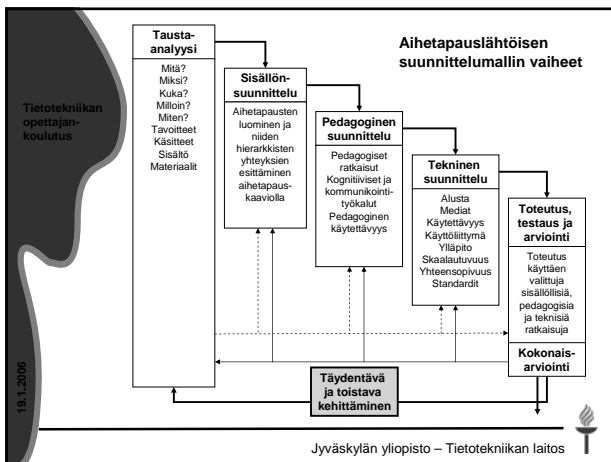 Aihetapauslähtöisen
suunnittelumallin vaiheet
Tietotekniikan
opettajan-
koulutus
19.1.2006
Tausta-
analyysi
Mitä?
Miksi?
Kuka?
Milloin?
Miten?
Tavoitteet
Käsitteet
Sisältö
Materiaalit
Sisällön-
suunnittelu
Aihetapausten
luominen ja
niiden
hierarkkisten
yhteyksien
esittäminen
aihetapaus-
kaaviolla
Pedagoginen
suunnittelu
Pedagogiset
ratkaisut
Kognitiiviset ja
kommunikointi-
työkalut
Pedagoginen
käytettävyys
Tekninen
suunnittelu
Alusta
Mediat
Käytettävyys
Käyttöliittymä
Ylläpito
Skaalautuvuus
Yhteensopivuus
Standardit
Toteutus,
testaus ja
arviointi
Toteutus
käyttäen
valittuja
sisällöllisiä,
pedagogisia
ja teknisiä
ratkaisuja
Kokonais-
arviointi
Täydentävä
ja toistava
kehittäminen
Jyväskylän yliopisto – Tietotekniikan laitos